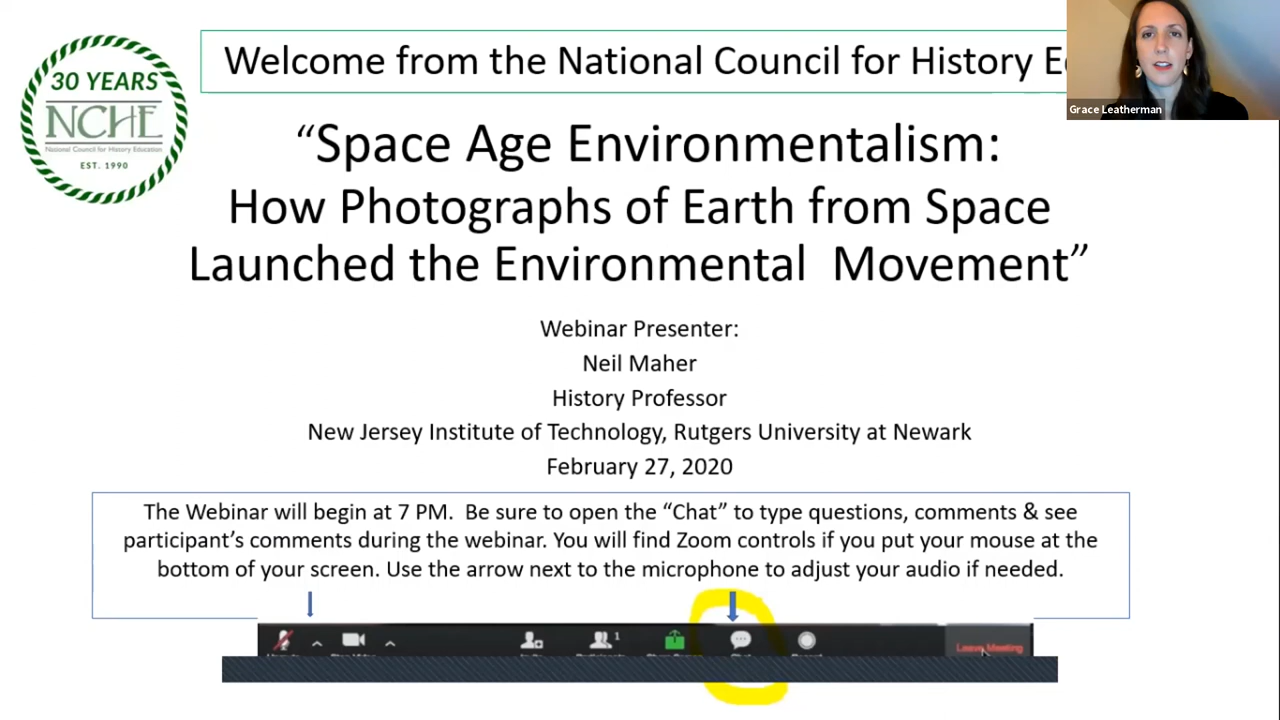 Welcome from the National Council for History E
Grace Leatherman
30 YEARS
NCHE
National Council for History Education
EST. 1990
“Space Age Environmentalism:
How Photographs of Earth from Space
Launched the Environmental Movement”
Webinar Presenter:
Neil Maher
History Professor
New Jersey Institute of Technology, Rutgers University at Newark
February 27, 2020
The Webinar will begin at 7 PM. Be sure to open the “Chat” to type questions, comments & see
participant’s comments during the webinar. You will find Zoom controls if you put your mouse at the
bottom of your screen. Use the arrow next to the microphone to adjust your audio if needed.
1
Leave Meeting